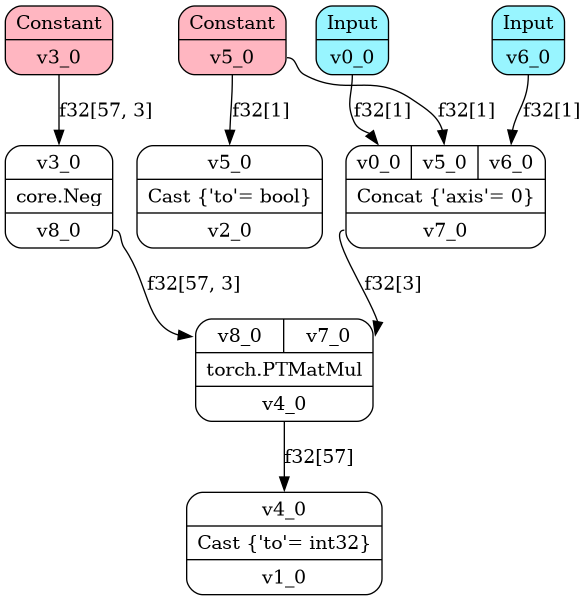 Constant
v3_0
Constant
v5_0
Input
v0_0
Input
v6_0
f32[57, 3]
f32[1]
f32[1]
f32[1]
f32[1]
v3_0
core.Neg
v8_0
v5_0
Cast {'to'= bool}
v2_0
v0_0 v5_0 v6_0
Concat {'axis'= 0}
v7_0
f32[57, 3]
f32[3]
v8_0 v7_0
torch.PTMatMul
v4_0
f32[57]
v4_0
Cast {'to'= int32}
v1_0